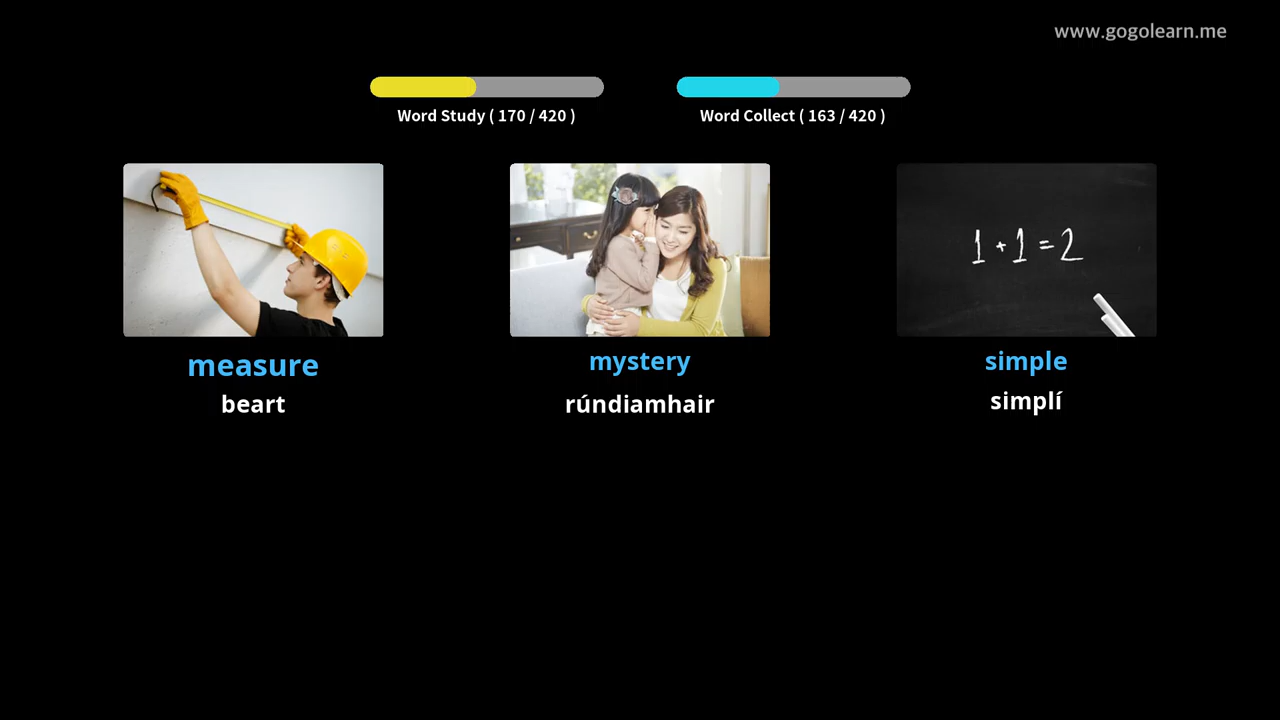 www.gogolearn.me
Word Study ( 170 / 420 )
Word Collect ( 163 / 420 )
1 + 1 = 2
measure
beart
mystery
rúndiamhair
simple
simplí